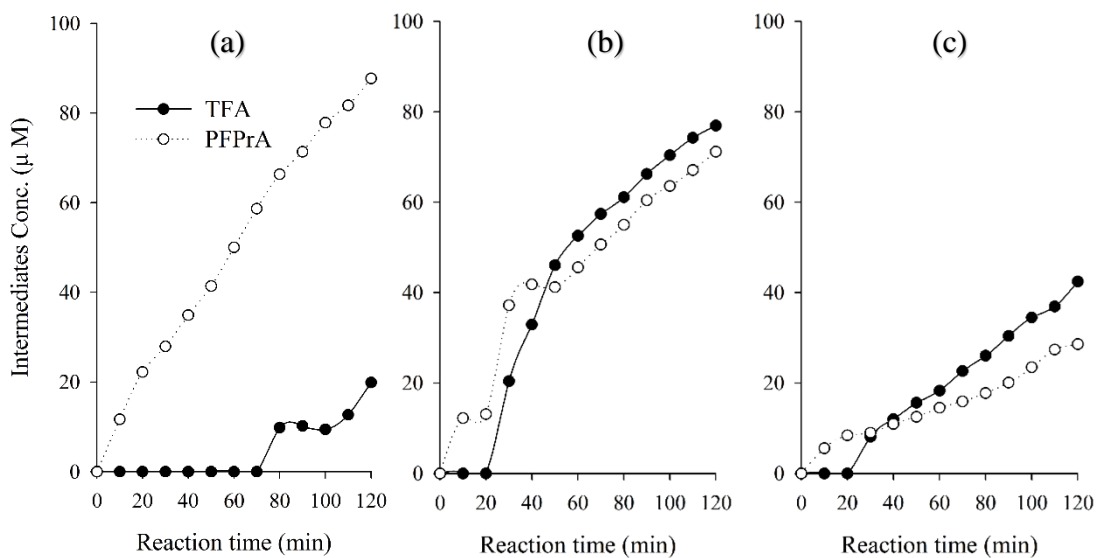 (a) (b) (c)
TFA
PFPrA
Intermediates Conc. (μ M)
100 100 100
80 80 80
60 60 60
40 40 40
20 20 20
0 0 0
0 20 40 60 80 100 120 0 20 40 60 80 100 120 0 20 40 60 80 100 120
Reaction time (min) Reaction time (min) Reaction time (min)